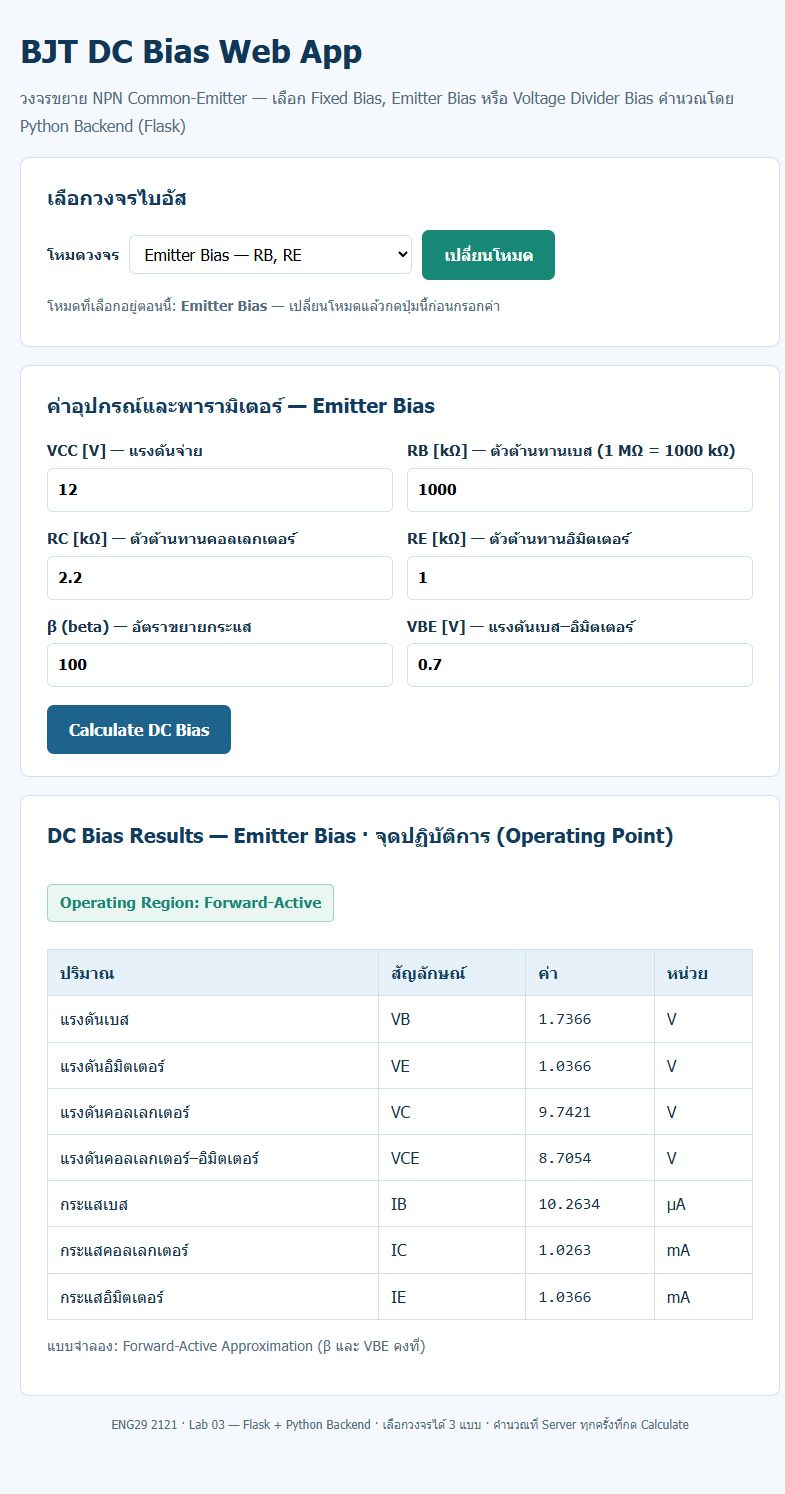 BJT DC Bias Web App
วงจรขยาย NPN Common-Emitter — เลือก Fixed Bias, Emitter Bias หรือ Voltage Divider Bias คำนวณโดย
Python Backend (Flask)
เลือกวงจรไบอัส
โหมดวงจร
Emitter Bias — RB, RE
เปลี่ยนโหมด
โหมดที่เลือกอยู่ตอนนี้: Emitter Bias — เปลี่ยนโหมดแล้วกดปุ่มนี้ก่อนกรอกค่า
ค่าอุปกรณ์และพารามิเตอร์ — Emitter Bias
VCC [V] — แรงดันจ่าย
RB [kΩ] — ตัวต้านทานเบส (1 MΩ = 1000 kΩ)
12
1000
RC [kΩ] — ตัวต้านทานคอลเลกเตอร์
RE [kΩ] — ตัวต้านทานอิมิตเตอร์
2.2
1
β (beta) — อัตราขยายกระแส
VBE [V] — แรงดันเบส–อิมิตเตอร์
100
0.7
Calculate DC Bias
DC Bias Results — Emitter Bias · จุดปฏิบัติการ (Operating Point)
Operating Region: Forward-Active
ปริมาณ สัญลักษณ์ ค่า หน่วย
แรงดันเบส VB 1.7366 V
แรงดันอิมิตเตอร์ VE 1.0366 V
แรงดันคอลเลกเตอร์ VC 9.7421 V
แรงดันคอลเลกเตอร์–อิมิตเตอร์ VCE 8.7054 V
กระแสเบส IB 10.2634 µA
กระแสคอลเลกเตอร์ IC 1.0263 mA
กระแสอิมิตเตอร์ IE 1.0366 mA
แบบจำลอง: Forward-Active Approximation (β และ VBE คงที่)
ENG29 2121 · Lab 03 — Flask + Python Backend · เลือกวงจรได้ 3 แบบ · คำนวณที่ Server ทุกครั้งที่กด Calculate